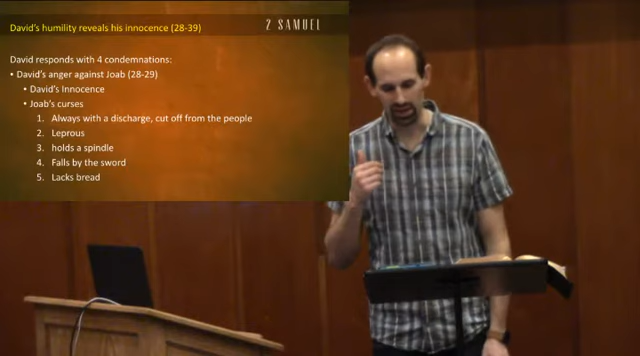 David's humility reveals his innocence (28-39)
2 SAMUEL
David responds with 4 condemnations:
• David's anger against Joab (28-29)
• David's Innocence
• Joab's curses
1. Always with a discharge, cut off from the people
2. Leprous
3. holds a spindle
4. Falls by the sword
5. Lacks bread